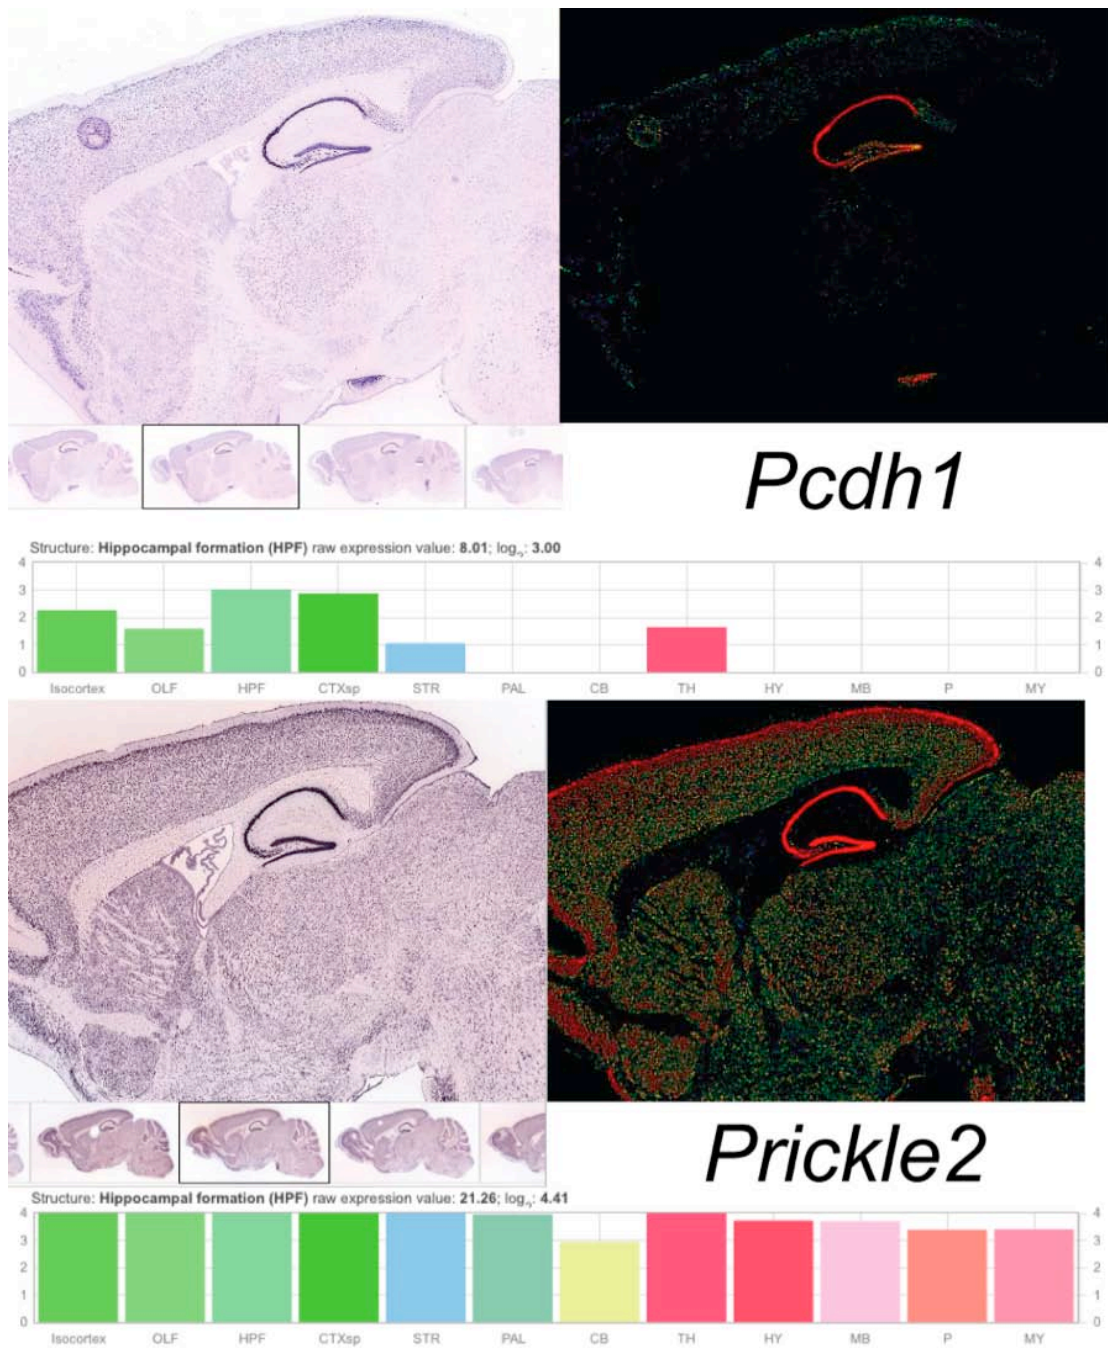 Pcdh1
Structure: Hippocampal formation (HPF) raw expression value: 8.01; log₂: 3.00
4 4
3 3
2 2
1 1
0 0
Isocortex OLF HPF CTXsp STR PAL CB TH HY MB P MY
Prickle2
Structure: Hippocampal formation (HPF) raw expression value: 21.26; log₂: 4.41
4 4
3 3
2 2
1 1
0 0
Isocortex OLF HPF CTXsp STR PAL CB TH HY MB P MY